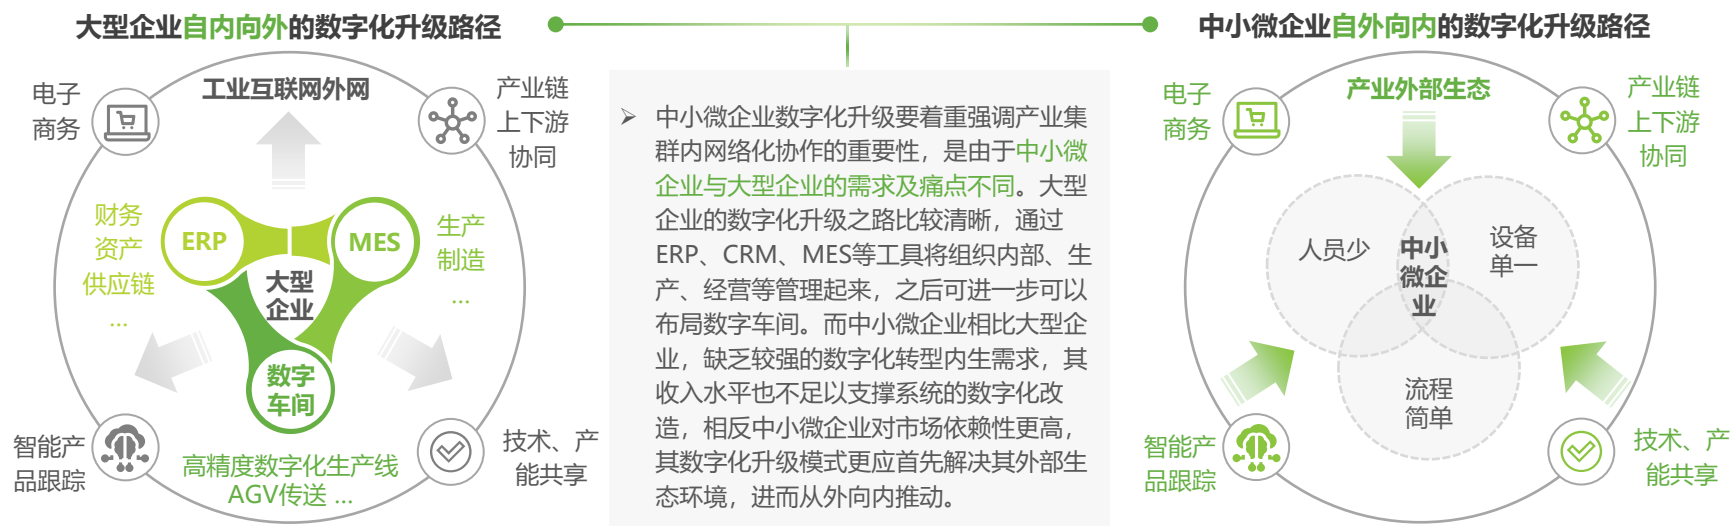 大型企业自内向外的数字化升级路径
工业互联网外网
电子
商务
产业链
上下游
协同
财务
资产
供应链
...
ERP
MES
生产
制造
...
大型
企业
数字
车间
智能产
品跟踪
高精度数字化生产线
AGV传送 ...
技术、产
能共享
➢ 中小微企业数字化升级要着重强调产业集
群内网络化协作的重要性，是由于中小微
企业与大型企业的需求及痛点不同。大型
企业的数字化升级之路比较清晰，通过
ERP、CRM、MES等工具将组织内部、生
产、经营等管理起来，之后可进一步可以
布局数字车间。而中小微企业相比大型企
业，缺乏较强的数字化转型内生需求，其
收入水平也不足以支撑系统的数字化改
造，相反中小微企业对市场依赖性更高，
其数字化升级模式更应首先解决其外部生
态环境，进而从外向内推动。
中小微企业自外向内的数字化升级路径
产业外部生态
电子
商务
产业链
上下游
协同
人员少
中小
微企
业
设备
单一
流程
简单
智能产
品跟踪
技术、产
能共享